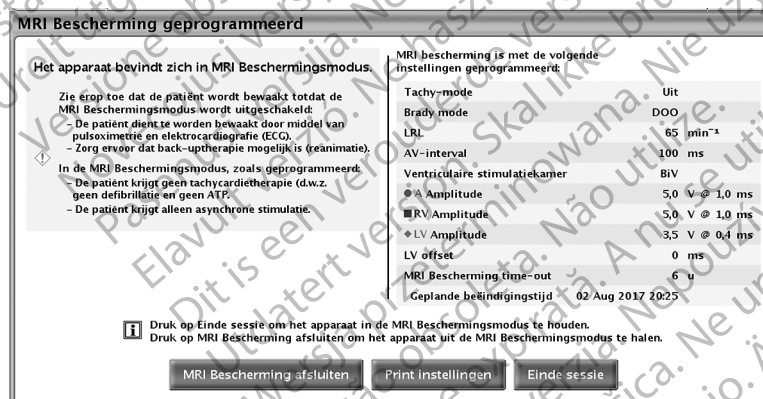 MRI Bescherming geprogrammeerd
Het apparaat bevindt zich in MRI Beschermingsmodus.
Zie erop toe dat de patiënt wordt bewaakt totdat de
MRI Beschermingsmodus wordt uitgeschakeld:
– De patiënt dient te worden bewaakt door middel van
pulsoximetrie en elektrocardiografie (ECG).
– Zorg ervoor dat back-uptherapie mogelijk is (reanimatie).
In de MRI Beschermingsmodus, zoals geprogrammeerd:
– De patiënt krijgt geen tachycardietherapie (d.w.z.
geen defibrillatie en geen ATP.
– De patiënt krijgt alleen asynchrone stimulatie.
MRI bescherming is met de volgende
instellingen geprogrammeerd:
Tachy-mode Uit
Brady mode DOO
LRL 65 min⁻¹
AV-interval 100 ms
Ventriculaire stimulatiekamer BiV
A Amplitude 5,0 V @ 1,0 ms
RV Amplitude 5,0 V @ 1,0 ms
LV Amplitude 3,5 V @ 0,4 ms
LV offset 0 ms
MRI Bescherming time-out 6 u
Geplande beëindigingstijd 02 Aug 2017 20:25
Druk op Einde sessie om het apparaat in de MRI Beschermingsmodus te houden.
Druk op MRI Bescherming afsluiten om het apparaat uit de MRI Beschermingsmodus te halen.
MRI Bescherming afsluiten
Print instellingen
Einde sessie